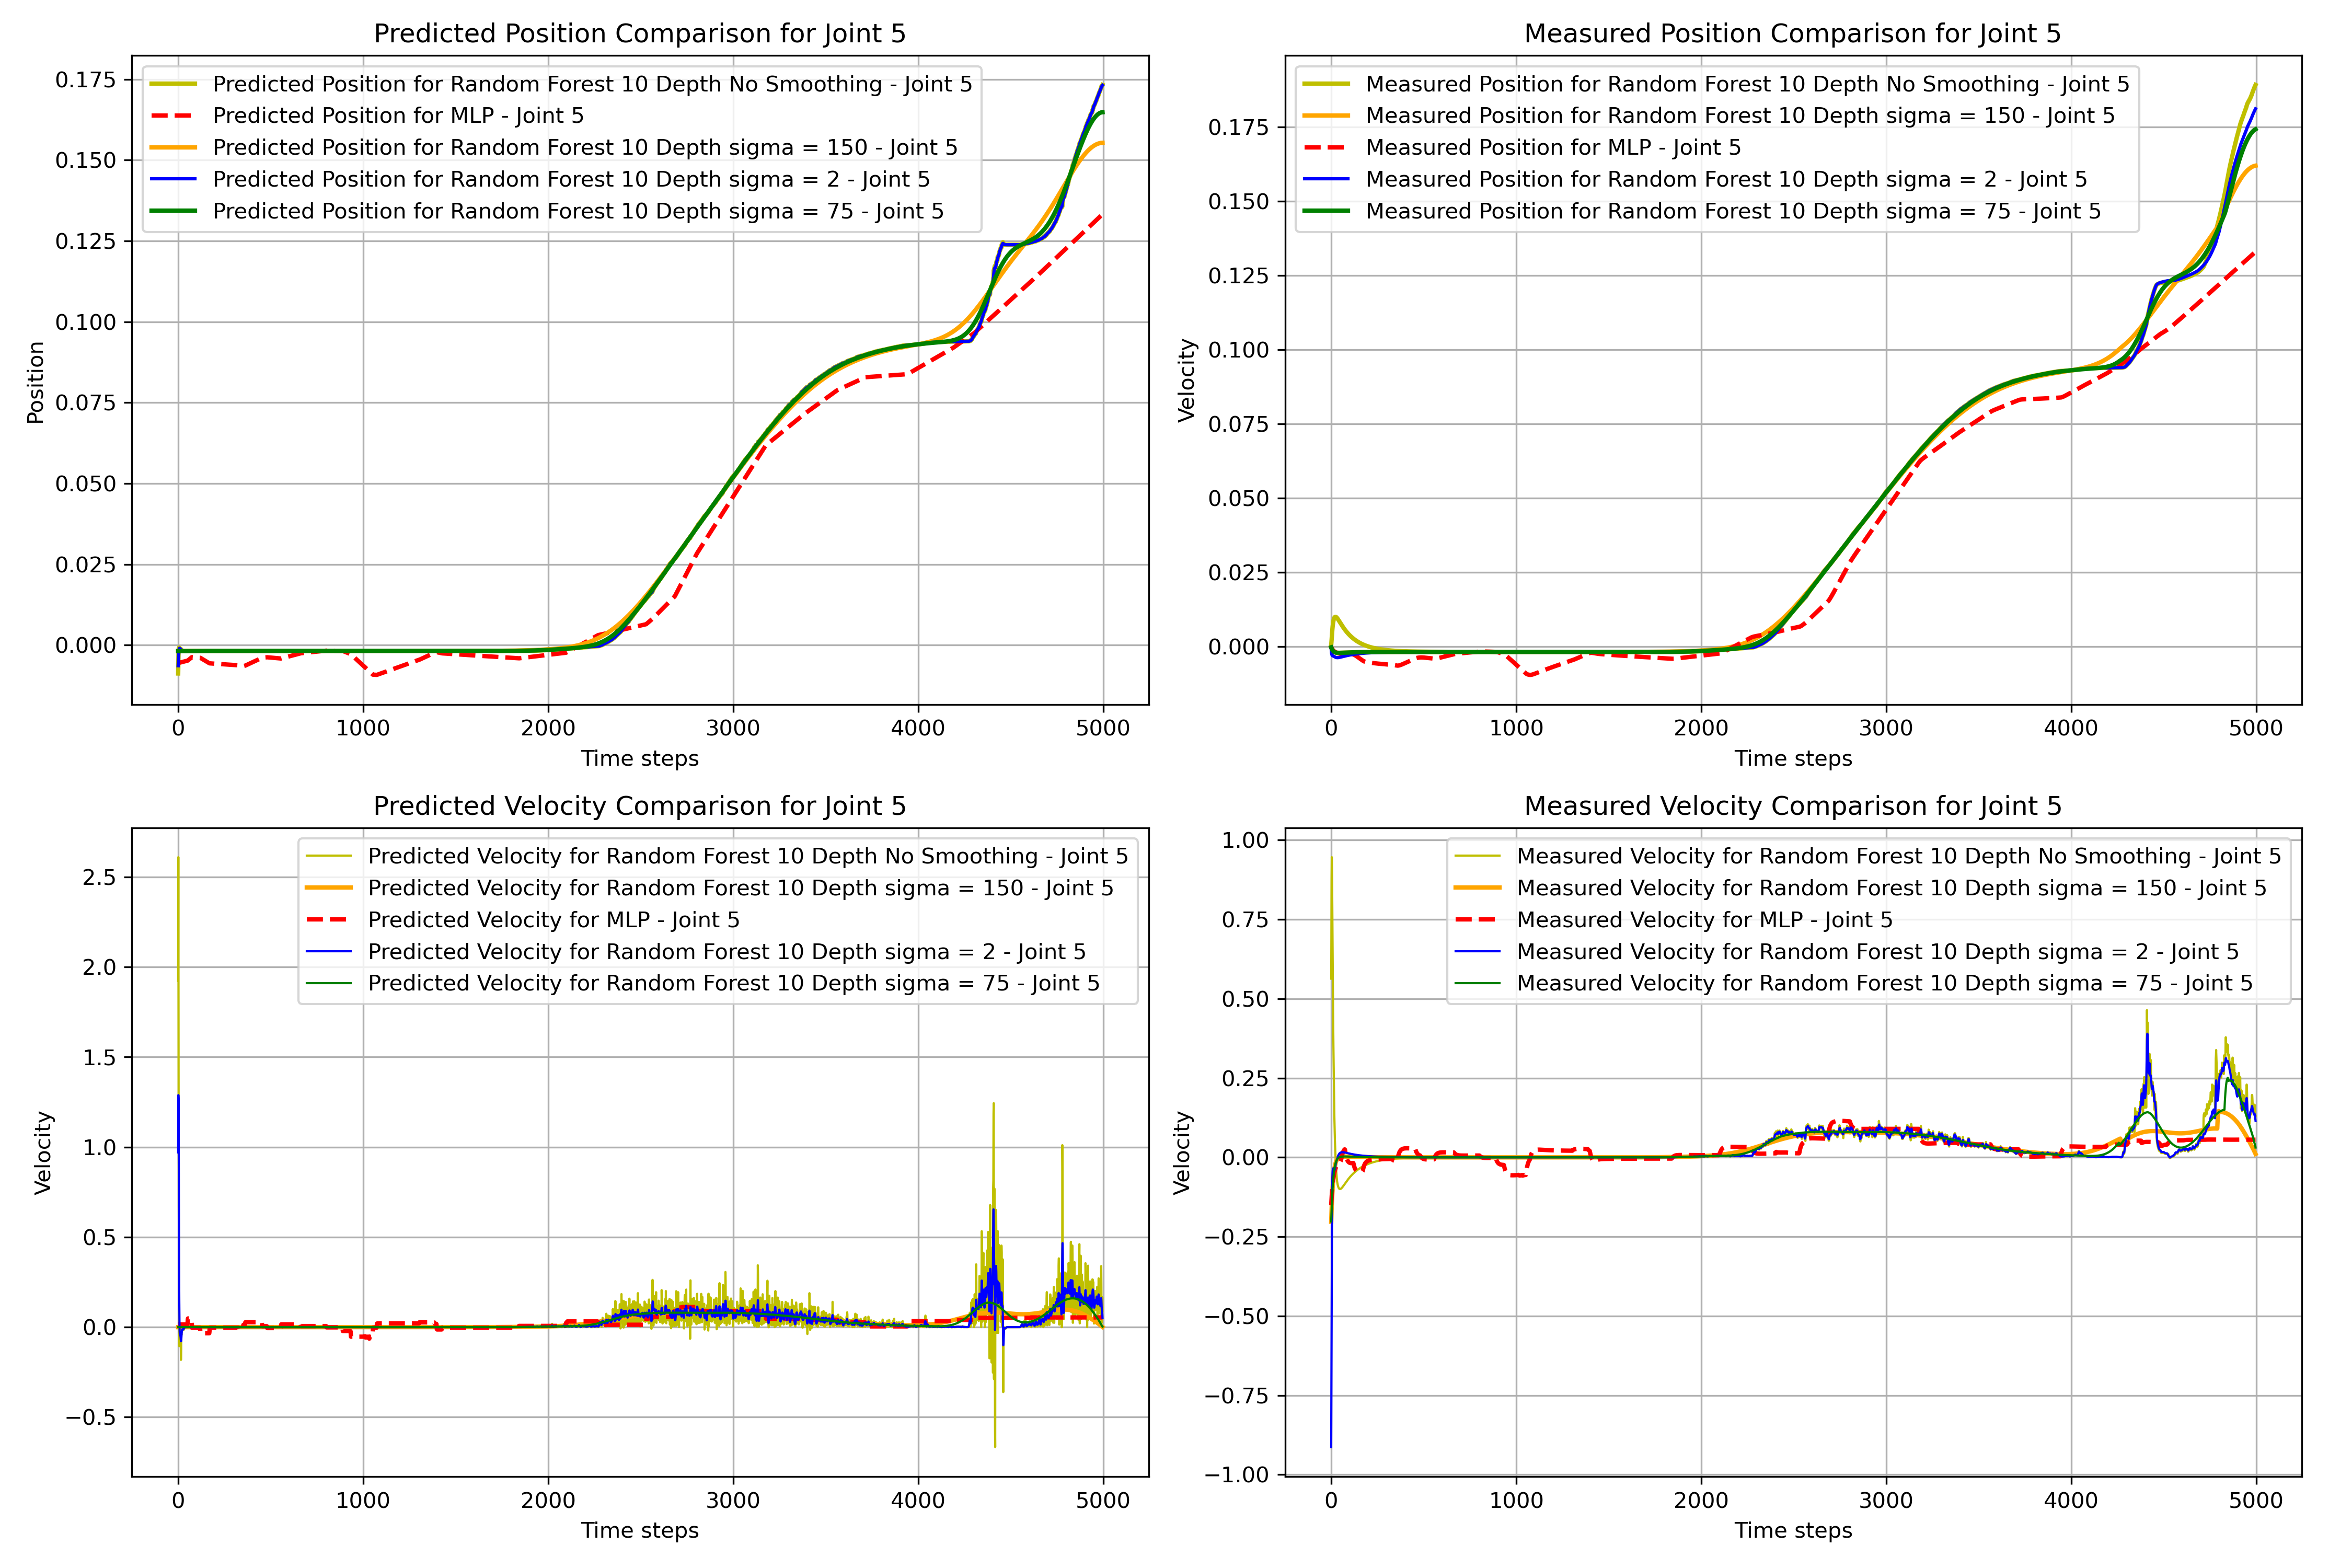 Predicted Position Comparison for Joint 5
Predicted Position for Random Forest 10 Depth No Smoothing - Joint 5
Predicted Position for MLP - Joint 5
Predicted Position for Random Forest 10 Depth sigma = 150 - Joint 5
Predicted Position for Random Forest 10 Depth sigma = 2 - Joint 5
Predicted Position for Random Forest 10 Depth sigma = 75 - Joint 5
0.175
0.150
0.125
0.100
0.075
0.050
0.025
0.000
Position
0 1000 2000 3000 4000 5000
Time steps
Measured Position Comparison for Joint 5
Measured Position for Random Forest 10 Depth No Smoothing - Joint 5
Measured Position for Random Forest 10 Depth sigma = 150 - Joint 5
Measured Position for MLP - Joint 5
Measured Position for Random Forest 10 Depth sigma = 2 - Joint 5
Measured Position for Random Forest 10 Depth sigma = 75 - Joint 5
0.175
0.150
0.125
0.100
0.075
0.050
0.025
0.000
Velocity
0 1000 2000 3000 4000 5000
Time steps
Predicted Velocity Comparison for Joint 5
Predicted Velocity for Random Forest 10 Depth No Smoothing - Joint 5
Predicted Velocity for Random Forest 10 Depth sigma = 150 - Joint 5
Predicted Velocity for MLP - Joint 5
Predicted Velocity for Random Forest 10 Depth sigma = 2 - Joint 5
Predicted Velocity for Random Forest 10 Depth sigma = 75 - Joint 5
2.5
2.0
1.5
1.0
0.5
0.0
−0.5
Velocity
0 1000 2000 3000 4000 5000
Time steps
Measured Velocity Comparison for Joint 5
Measured Velocity for Random Forest 10 Depth No Smoothing - Joint 5
Measured Velocity for Random Forest 10 Depth sigma = 150 - Joint 5
Measured Velocity for MLP - Joint 5
Measured Velocity for Random Forest 10 Depth sigma = 2 - Joint 5
Measured Velocity for Random Forest 10 Depth sigma = 75 - Joint 5
1.00
0.75
0.50
0.25
0.00
−0.25
−0.50
−0.75
−1.00
Velocity
0 1000 2000 3000 4000 5000
Time steps